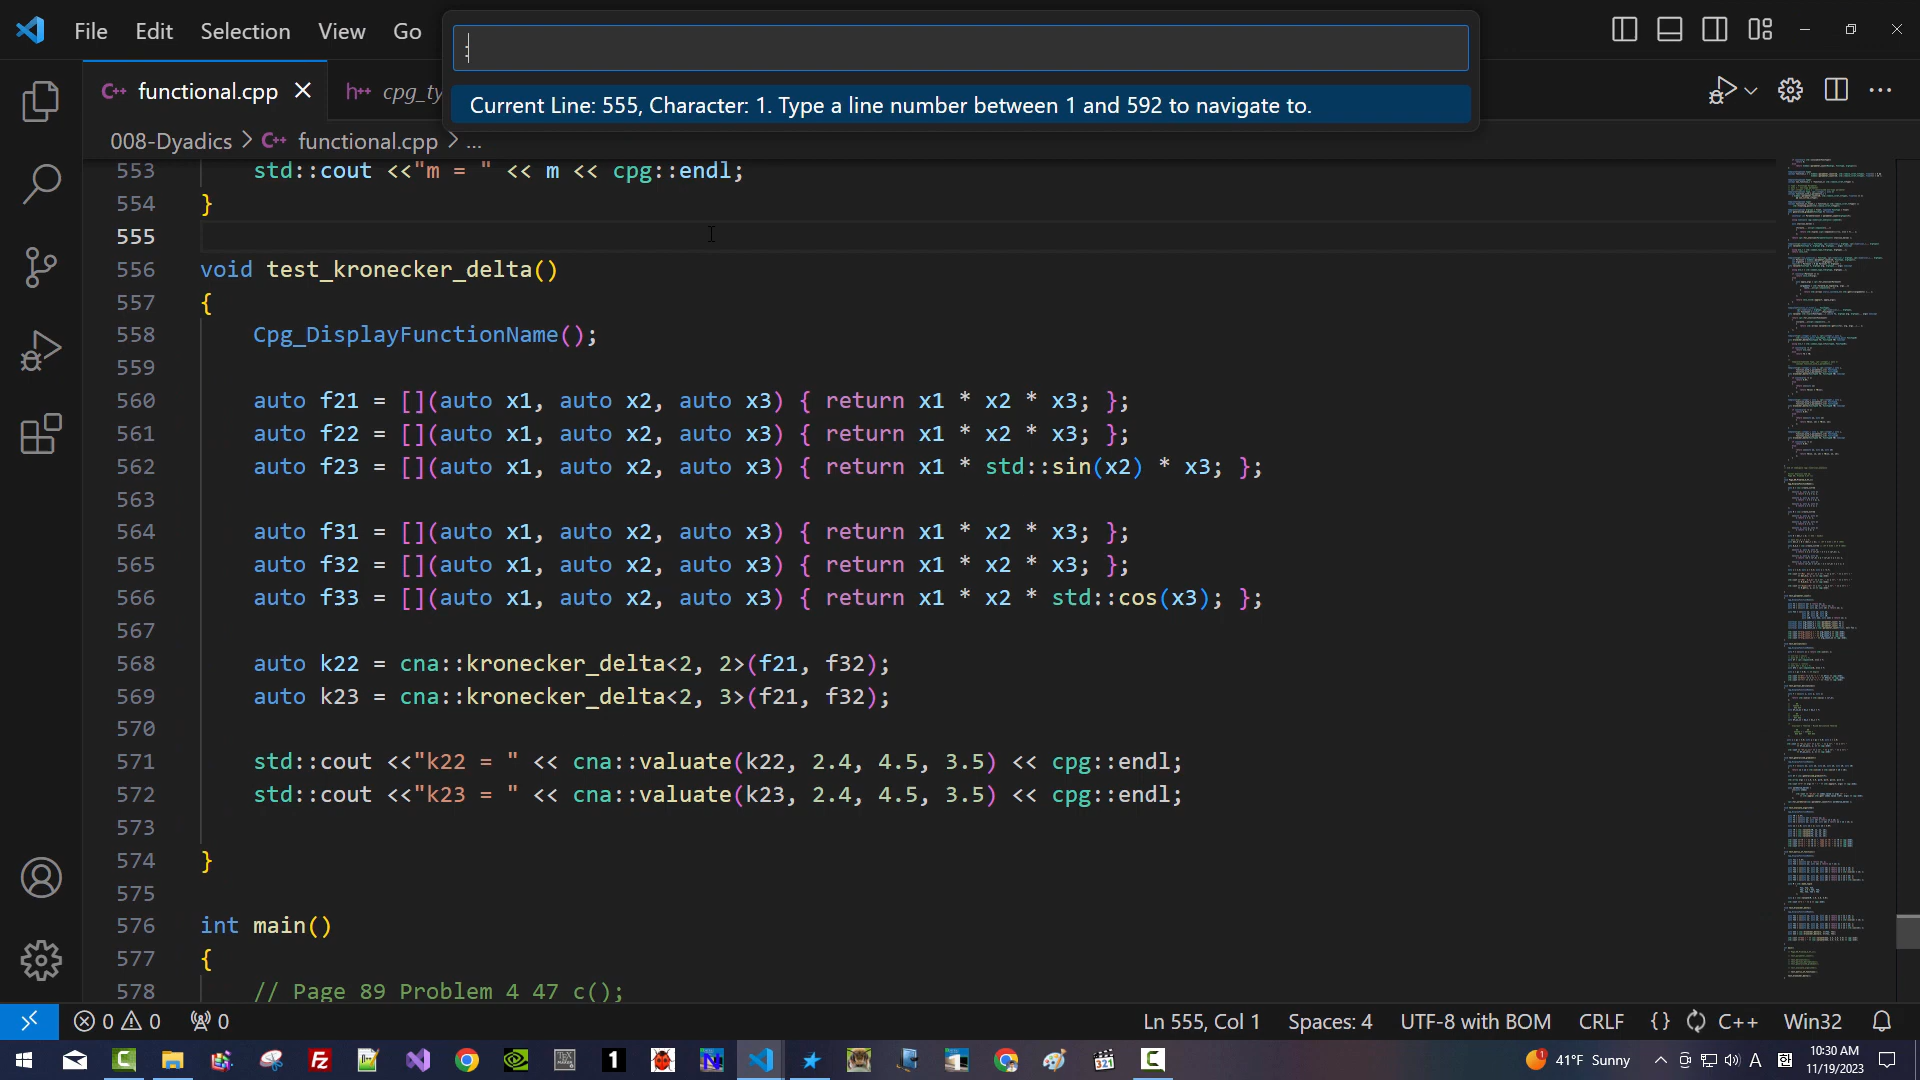 File Edit Selection View Go
:
Current Line: 555, Character: 1. Type a line number between 1 and 592 to navigate to.
C++ functional.cpp
h++ cpg_ty
008-Dyadics > C++ functional.cpp > ...
553 std::cout <<"m = " << m << cpg::endl;
554 }
555
556 void test_kronecker_delta()
557 {
558 Cpg_DisplayFunctionName();
559
560 auto f21 = [](auto x1, auto x2, auto x3) { return x1 * x2 * x3; };
561 auto f22 = [](auto x1, auto x2, auto x3) { return x1 * x2 * x3; };
562 auto f23 = [](auto x1, auto x2, auto x3) { return x1 * std::sin(x2) * x3; };
563
564 auto f31 = [](auto x1, auto x2, auto x3) { return x1 * x2 * x3; };
565 auto f32 = [](auto x1, auto x2, auto x3) { return x1 * x2 * x3; };
566 auto f33 = [](auto x1, auto x2, auto x3) { return x1 * x2 * std::cos(x3); };
567
568 auto k22 = cna::kronecker_delta<2, 2>(f21, f32);
569 auto k23 = cna::kronecker_delta<2, 3>(f21, f32);
570
571 std::cout <<"k22 = " << cna::valuate(k22, 2.4, 4.5, 3.5) << cpg::endl;
572 std::cout <<"k23 = " << cna::valuate(k23, 2.4, 4.5, 3.5) << cpg::endl;
573
574 }
575
576 int main()
577 {
578 // Page_89_Problem_4_47_c();
0 0 0 Ln 555, Col 1 Spaces: 4 UTF-8 with BOM CRLF {} C++ Win32
41°F Sunny A 10:30 AM
11/19/2023